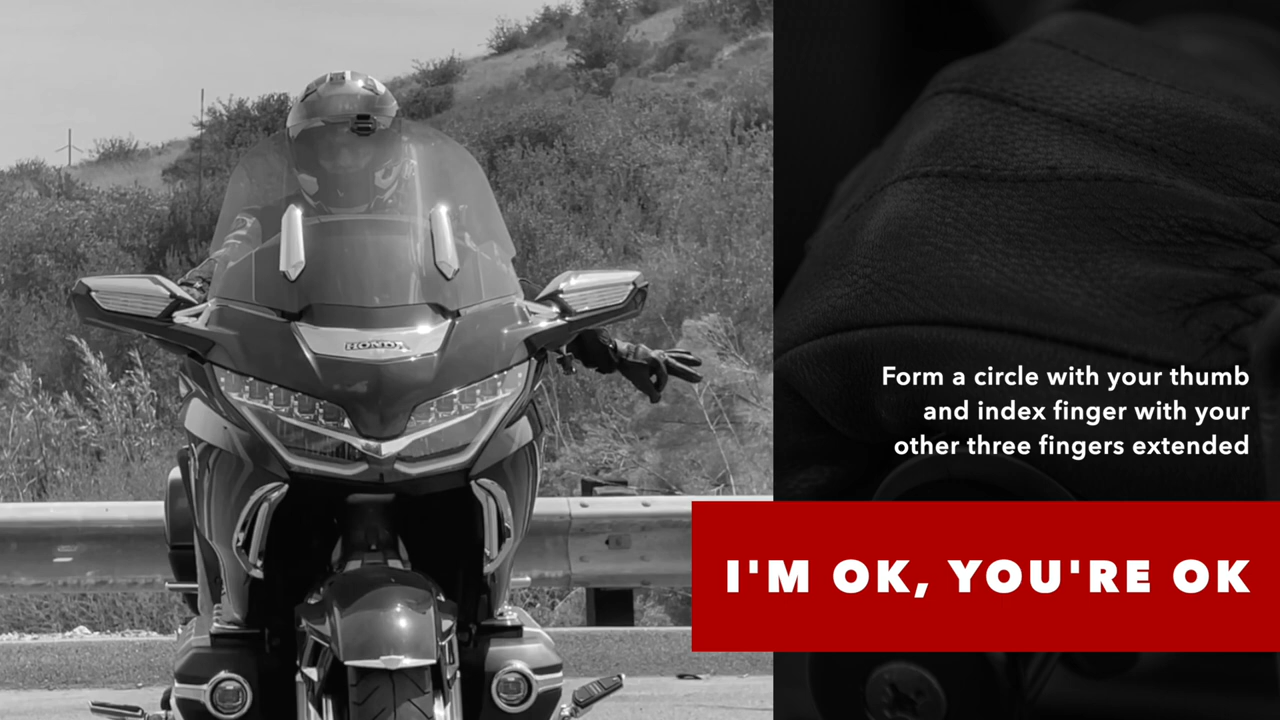 HONDA
Form a circle with your thumb
and index finger with your
other three fingers extended
I'M OK, YOU'RE OK